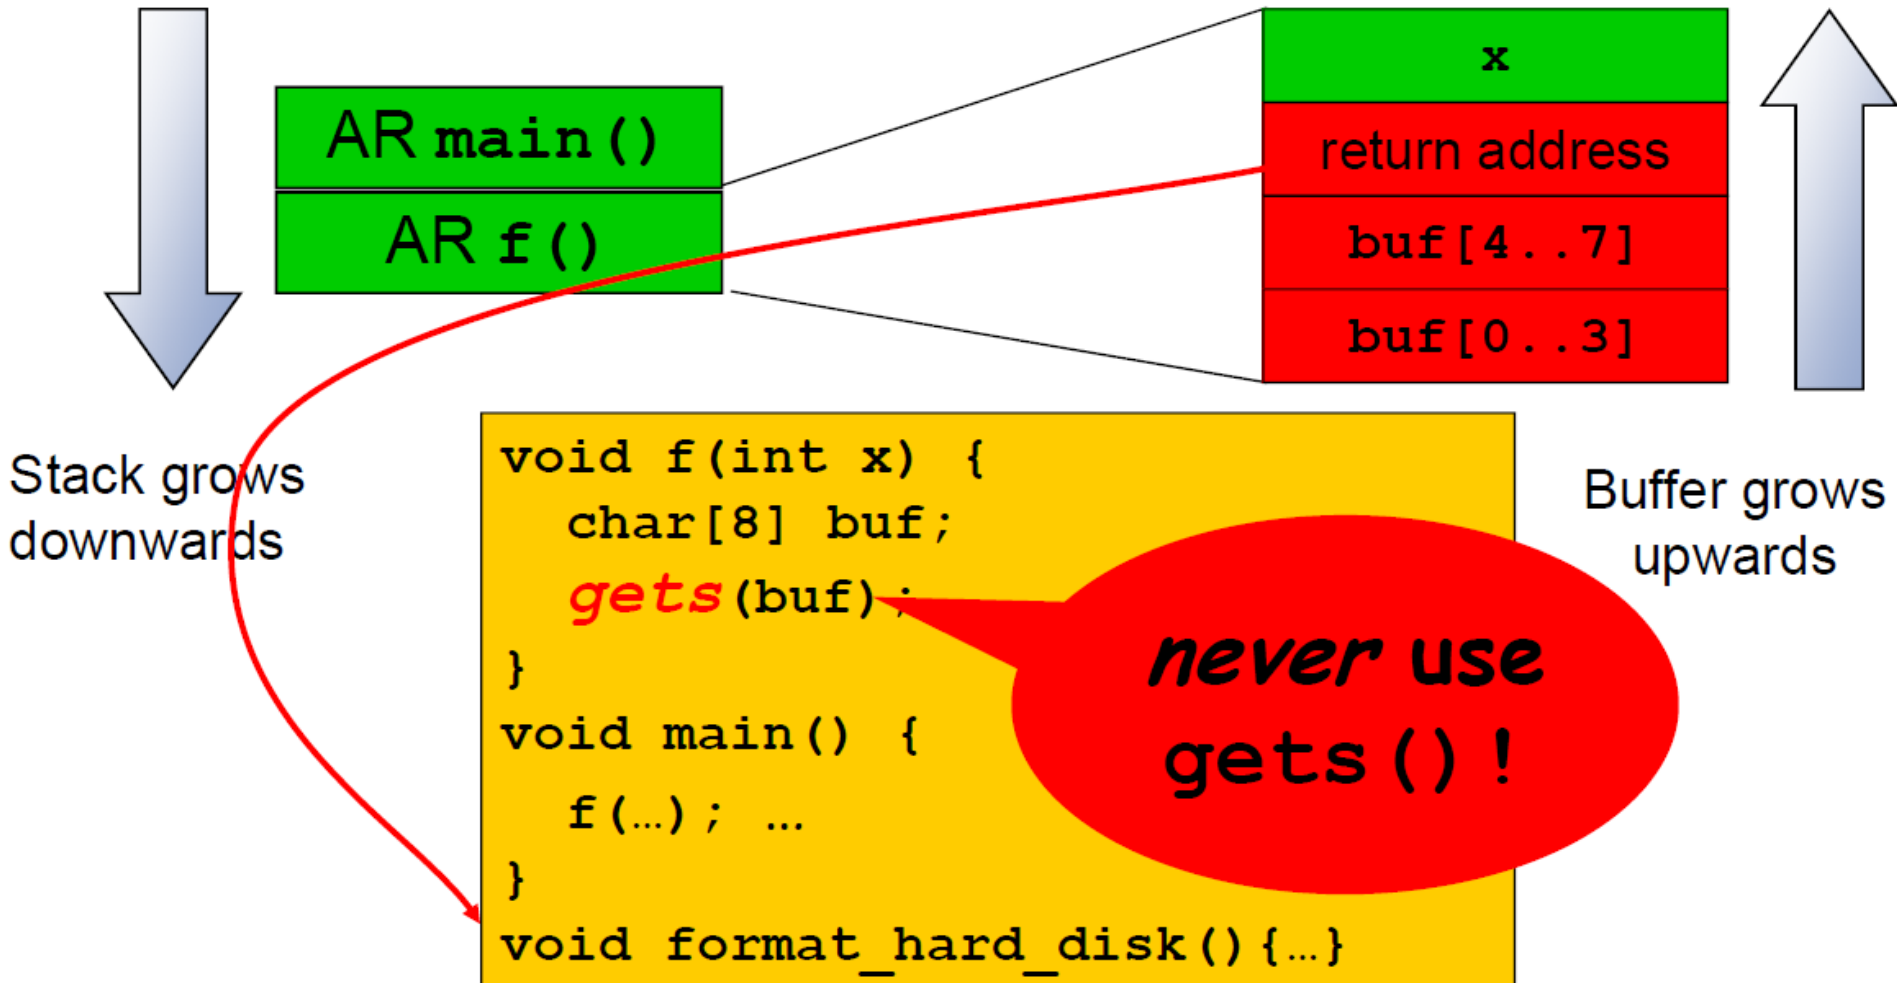 AR main()
AR f()
x
return address
buf[4..7]
buf[0..3]
Stack grows
downwards
Buffer grows
upwards
void f(int x) {
char[8] buf;
gets(buf);
}
void main() {
f(…); …
}
void format_hard_disk(){…}
never use
gets()!